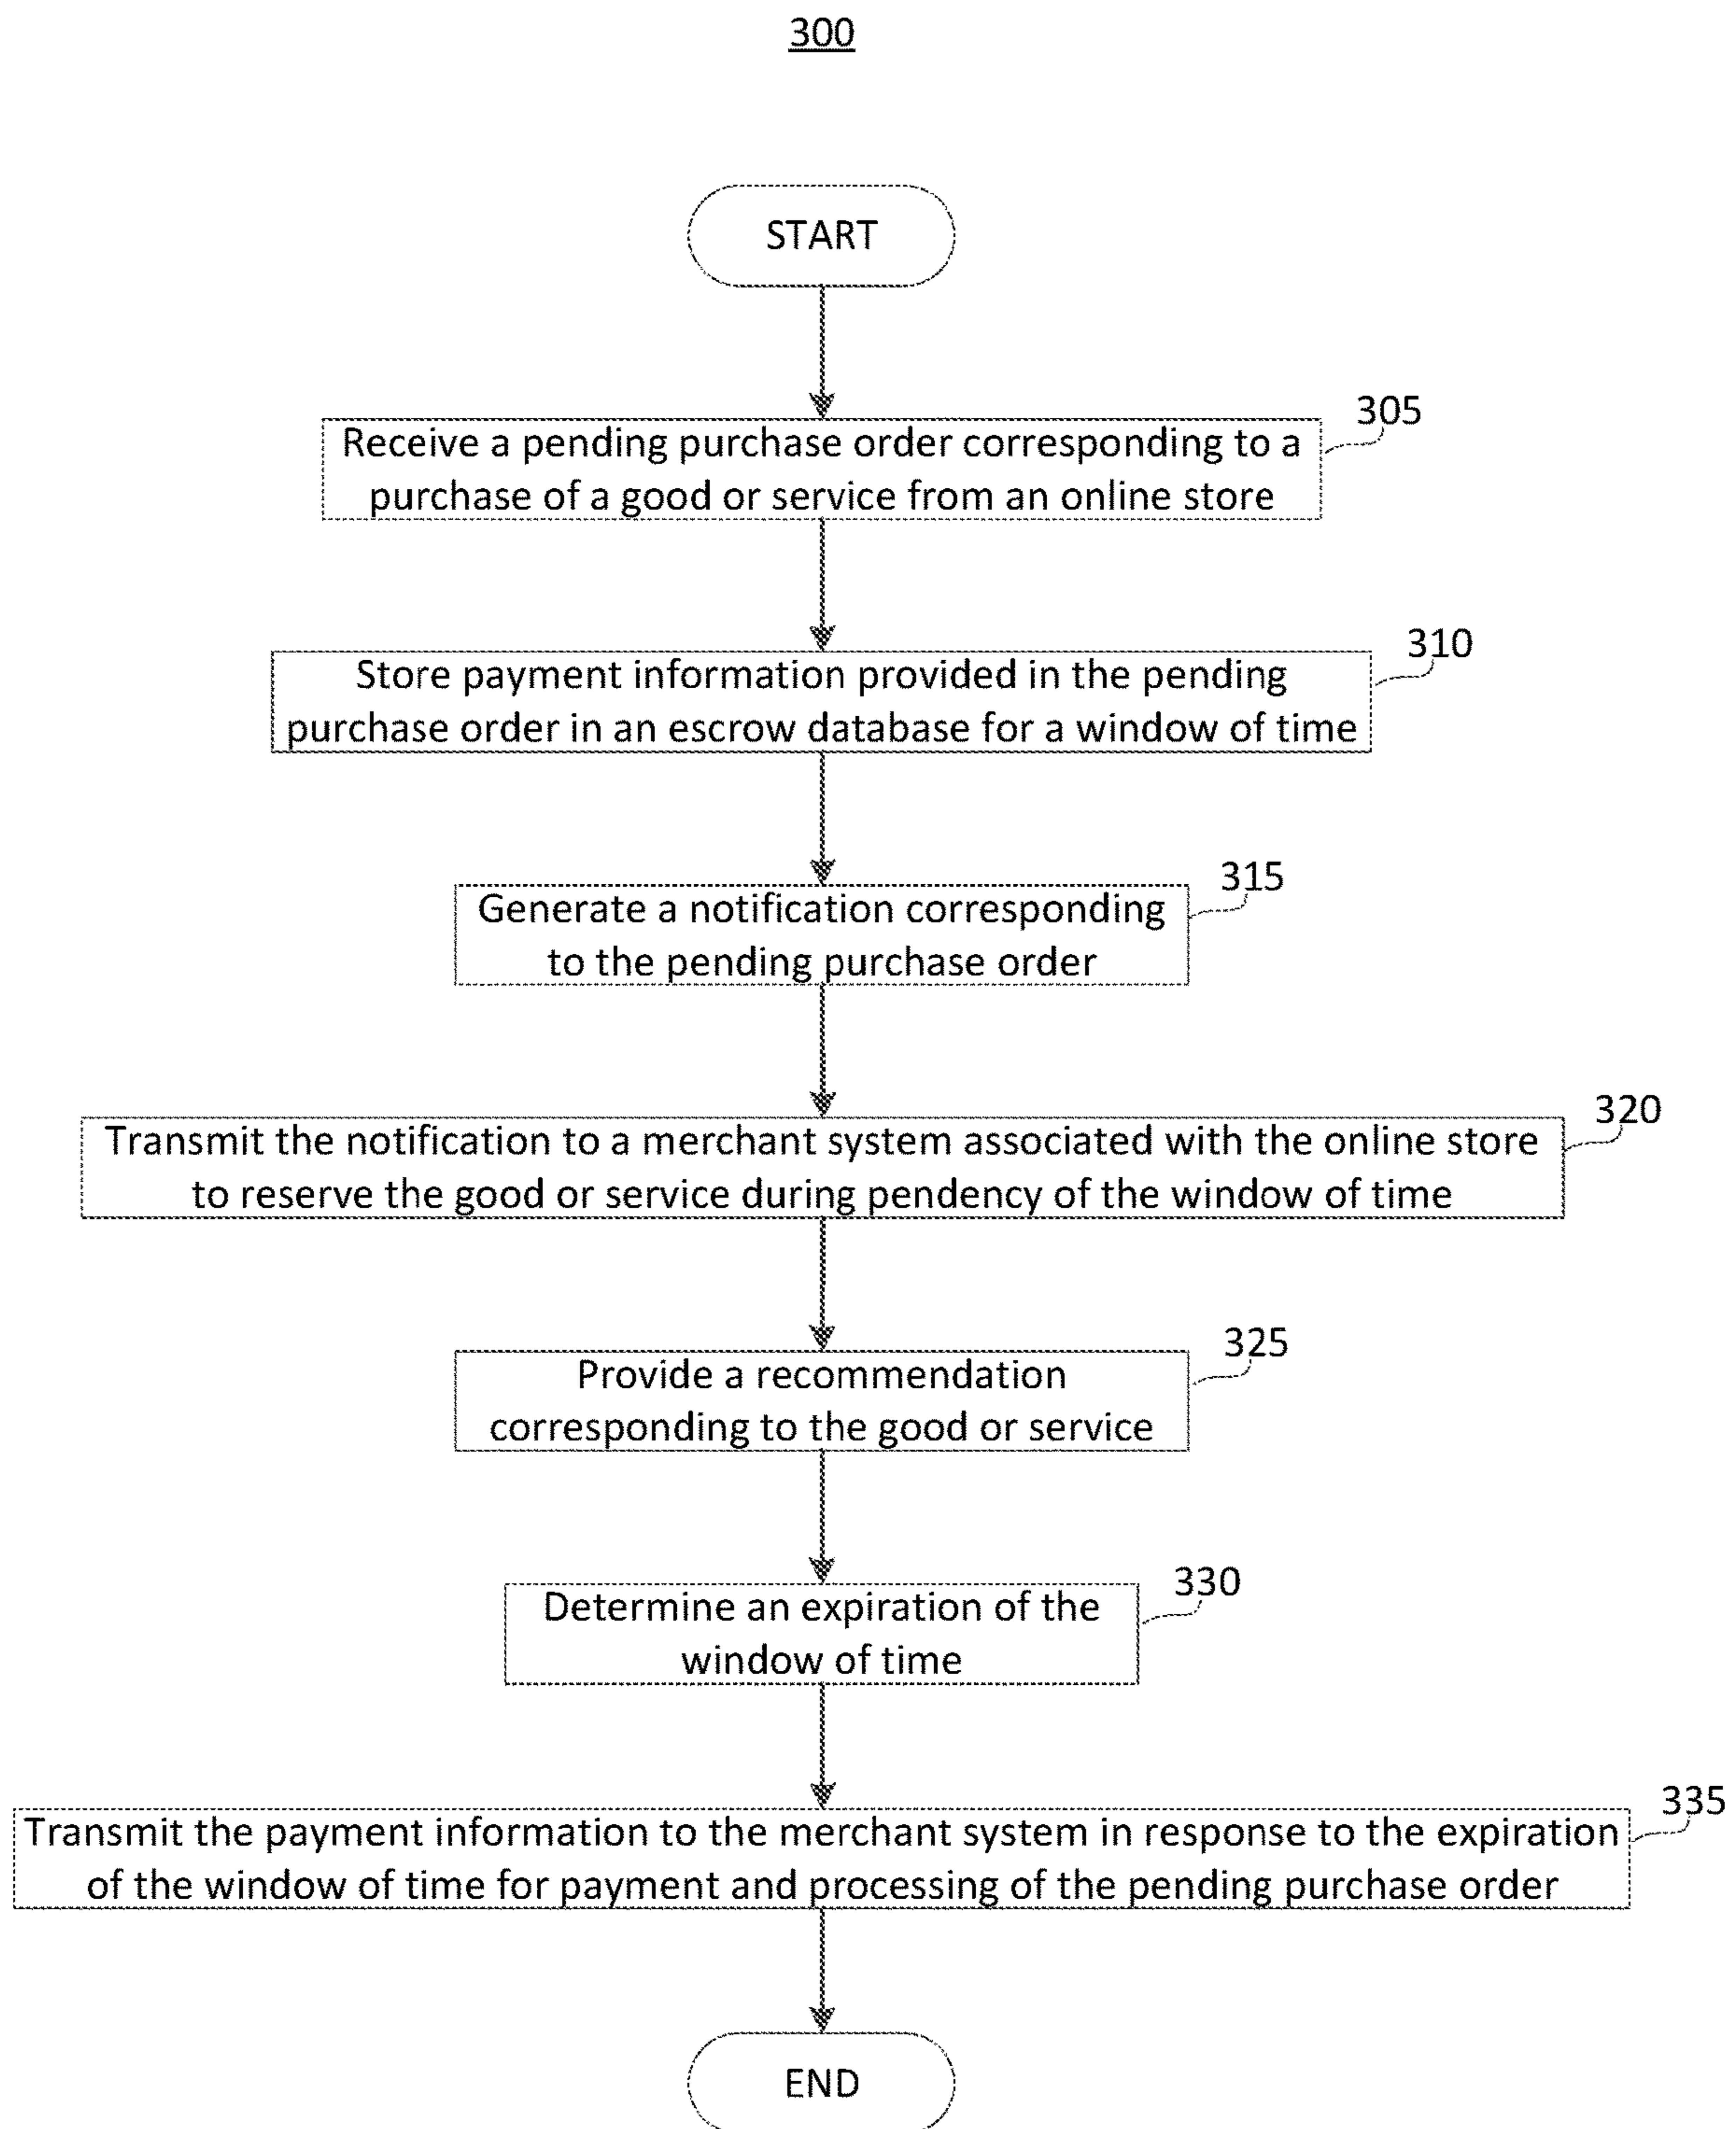 300
START
305
Receive a pending purchase order corresponding to a
purchase of a good or service from an online store
310
Store payment information provided in the pending
purchase order in an escrow database for a window of time
315
Generate a notification corresponding
to the pending purchase order
320
Transmit the notification to a merchant system associated with the online store
to reserve the good or service during pendency of the window of time
325
Provide a recommendation
corresponding to the good or service
330
Determine an expiration of the
window of time
335
Transmit the payment information to the merchant system in response to the expiration
of the window of time for payment and processing of the pending purchase order
END